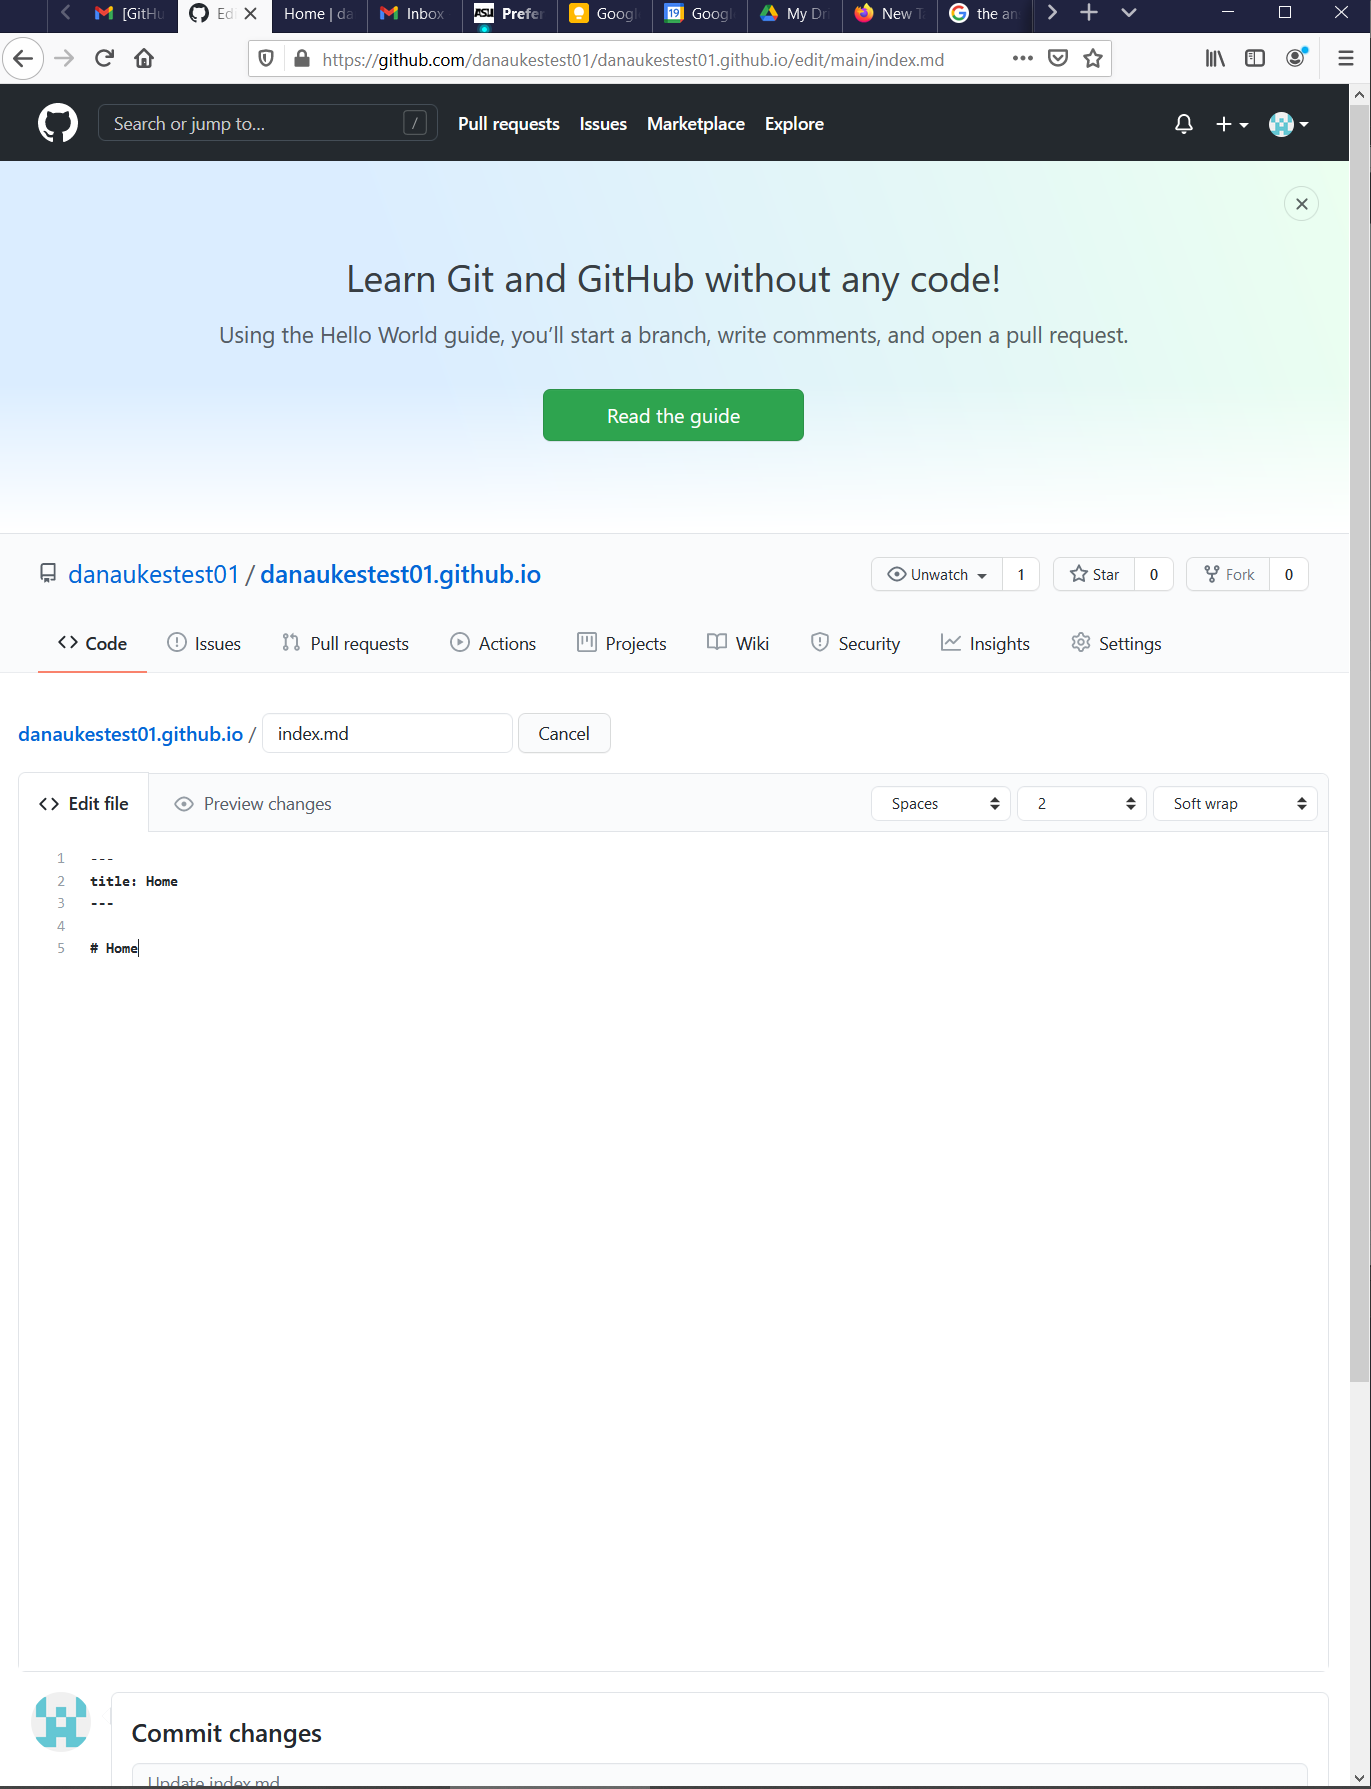 [GitHu
Edi
Home | da
Inbox
ASU Prefer
Googl
19 Googl
My Dri
New T
the an
https://github.com/danaukestest01/danaukestest01.github.io/edit/main/index.md
Search or jump to... /
Pull requests Issues Marketplace Explore
Learn Git and GitHub without any code!
Using the Hello World guide, you’ll start a branch, write comments, and open a pull request.
Read the guide
danaukestest01 / danaukestest01.github.io
Unwatch 1 Star 0 Fork 0
Code Issues Pull requests Actions Projects Wiki Security Insights Settings
danaukestest01.github.io / index.md Cancel
Edit file Preview changes Spaces 2 Soft wrap
1 ---
2 title: Home
3 ---
4
5 # Home
Commit changes
Update index.md